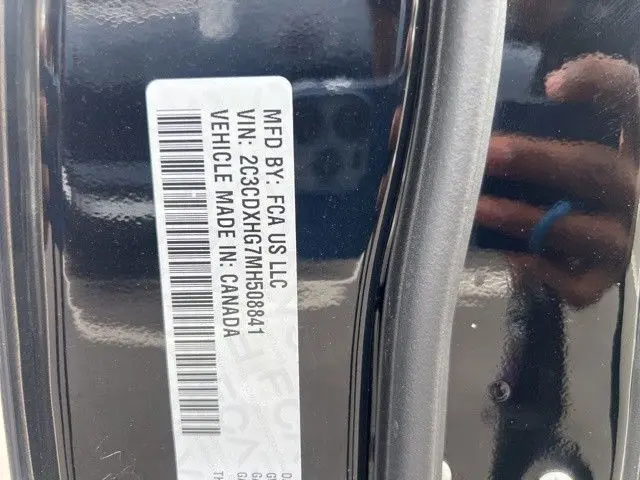 MFD BY: FCA US LLC
VIN: 2C3CDXHG7MH508841
VEHICLE MADE IN: CANADA